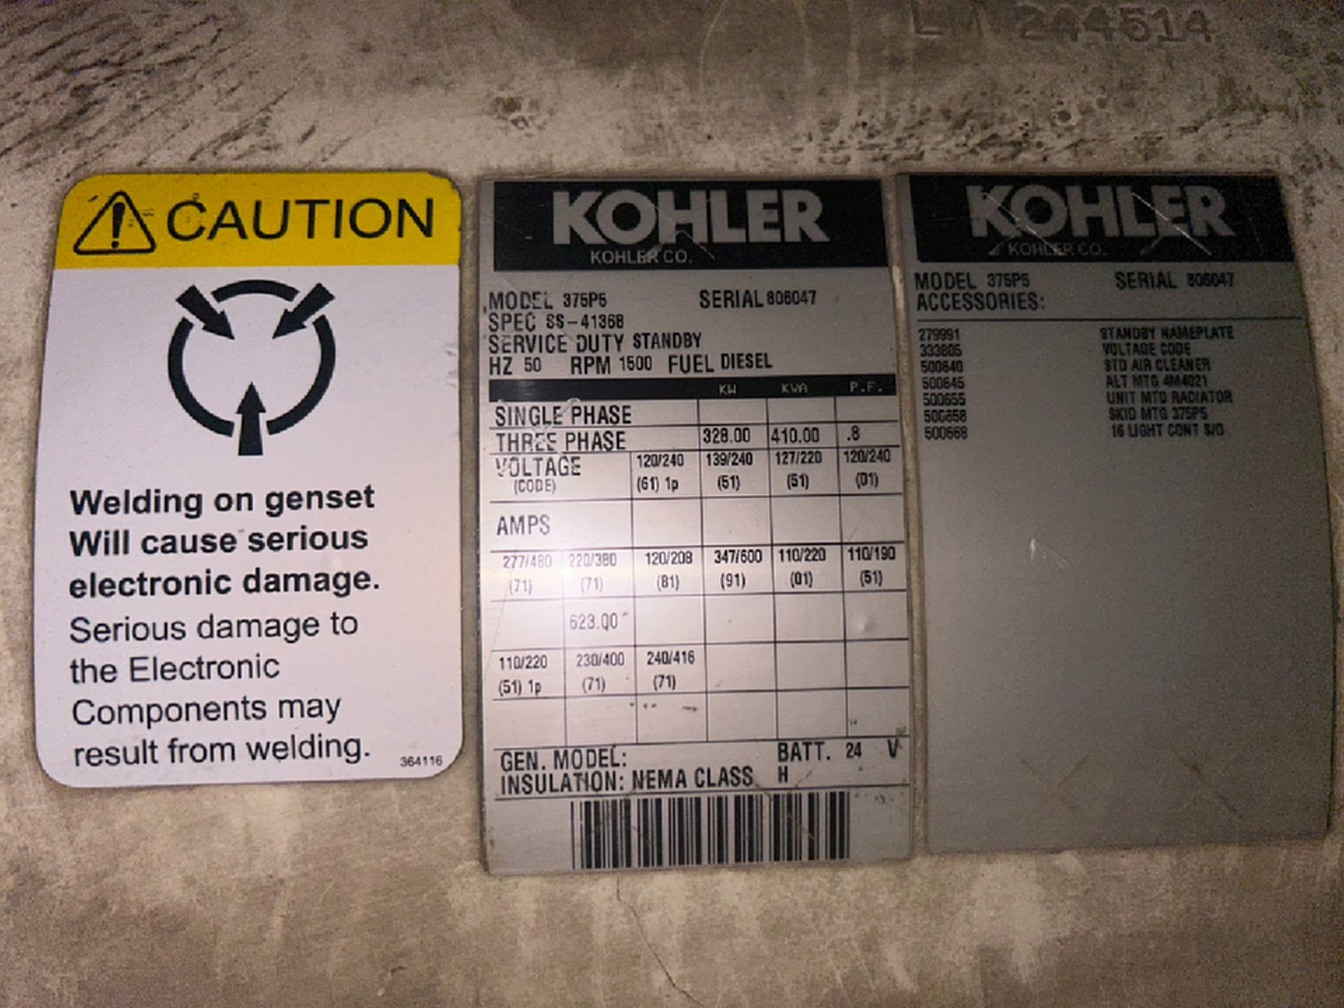 LM 244514
CAUTION
Welding on genset
Will cause serious
electronic damage.
Serious damage to
the Electronic
Components may
result from welding.
364116
KOHLER
KOHLER CO.
MODEL 375P5 SERIAL 806047
SPEC SS-41368
SERVICE DUTY STANDBY
HZ 50 RPM 1500 FUEL DIESEL
KW KVA P.F.
SINGLE PHASE
THREE PHASE 328.00 410.00 .8
VOLTAGE 120/240 139/240 127/220 120/240
(CODE) (61) 1p (51) (51) (01)
AMPS
277/480 220/380 120/208 347/600 110/220 110/190
(71) (71) (81) (91) (01) (51)
623.00
110/220 230/400 240/416
(51) 1p (71) (71)
GEN. MODEL: BATT. 24 V
INSULATION: NEMA CLASS H
KOHLER
KOHLER CO.
MODEL 375P5 SERIAL 806047
ACCESSORIES:
279991 STANDBY NAMEPLATE
333805 VOLTAGE CODE
500640 STD AIR CLEANER
500645 ALT MTG 4M4021
500655 UNIT MTD RADIATOR
500658 SKID MTG 375P5
500668 16 LIGHT CONT S/O